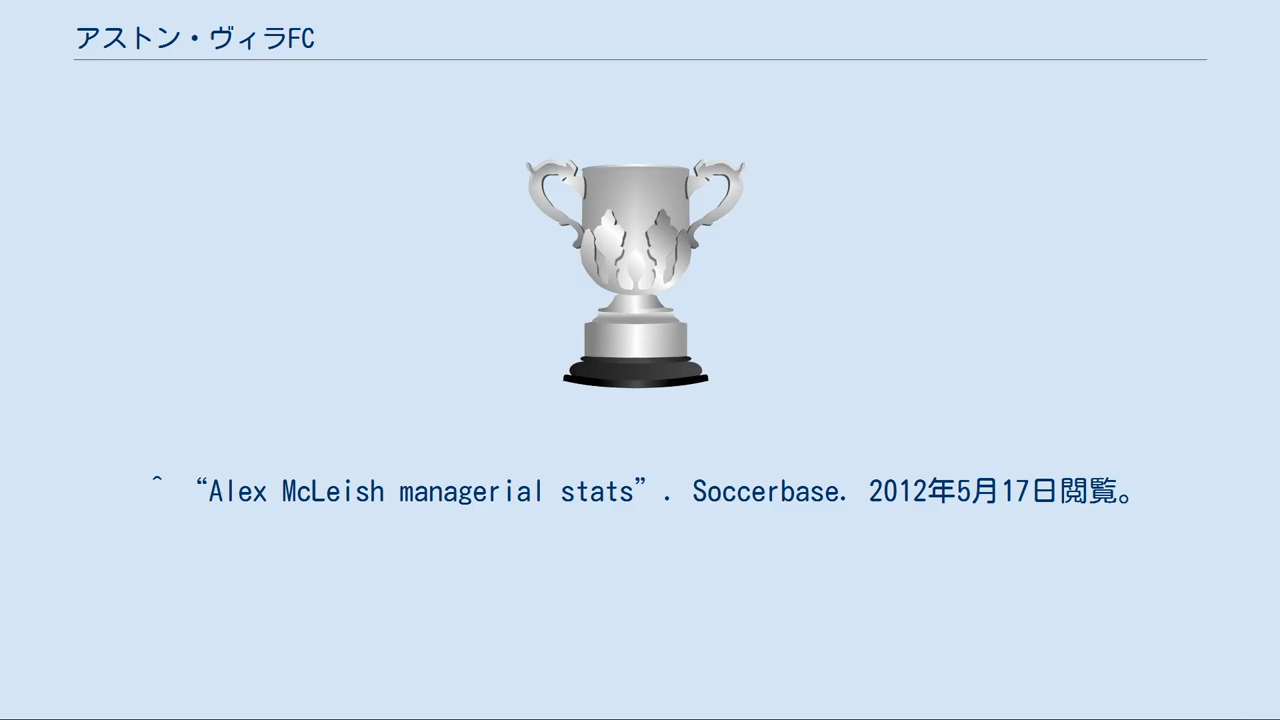 アストン・ヴィラFC
^ “Alex McLeish managerial stats”. Soccerbase. 2012年5月17日閲覧。